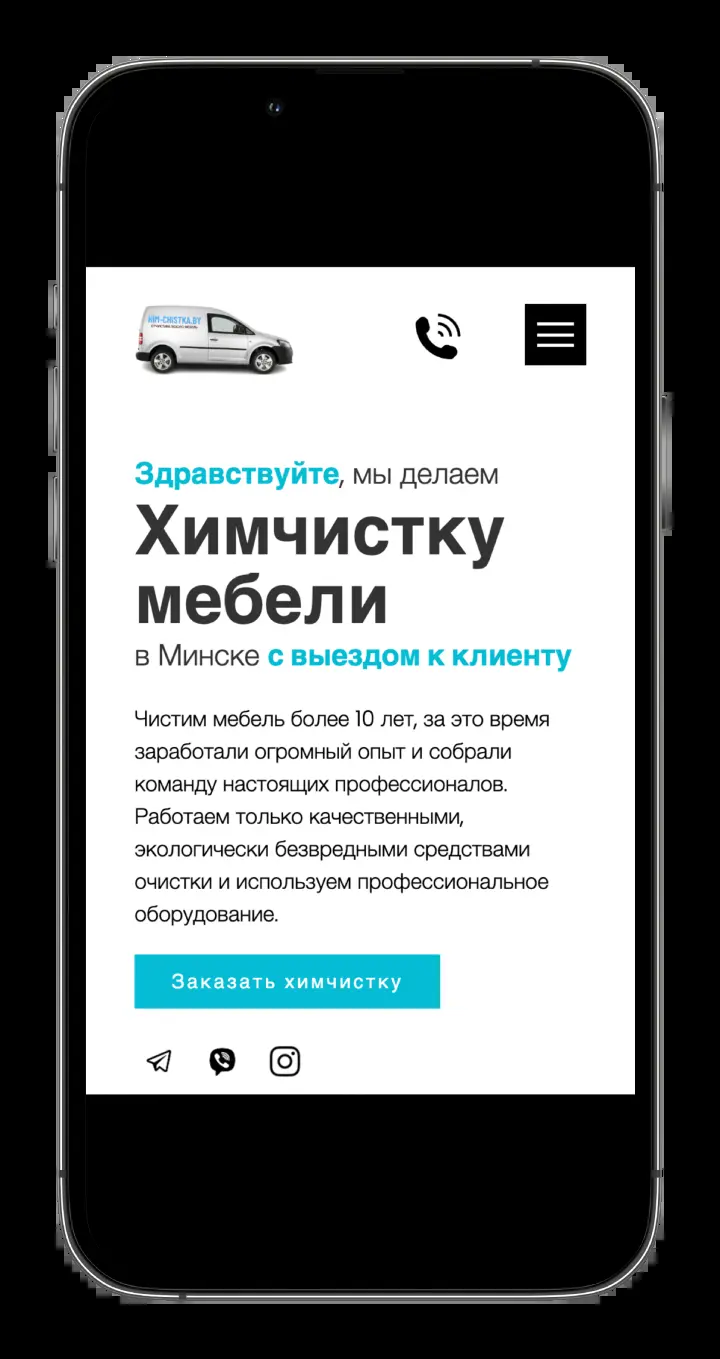 HIM-CHISTKA.BY
Здравствуйте, мы делаем
Химчистку
мебели
в Минске с выездом к клиенту
Чистим мебель более 10 лет, за это время
заработали огромный опыт и собрали
команду настоящих профессионалов.
Работаем только качественными,
экологически безвредными средствами
очистки и используем профессиональное
оборудование.
Заказать химчистку